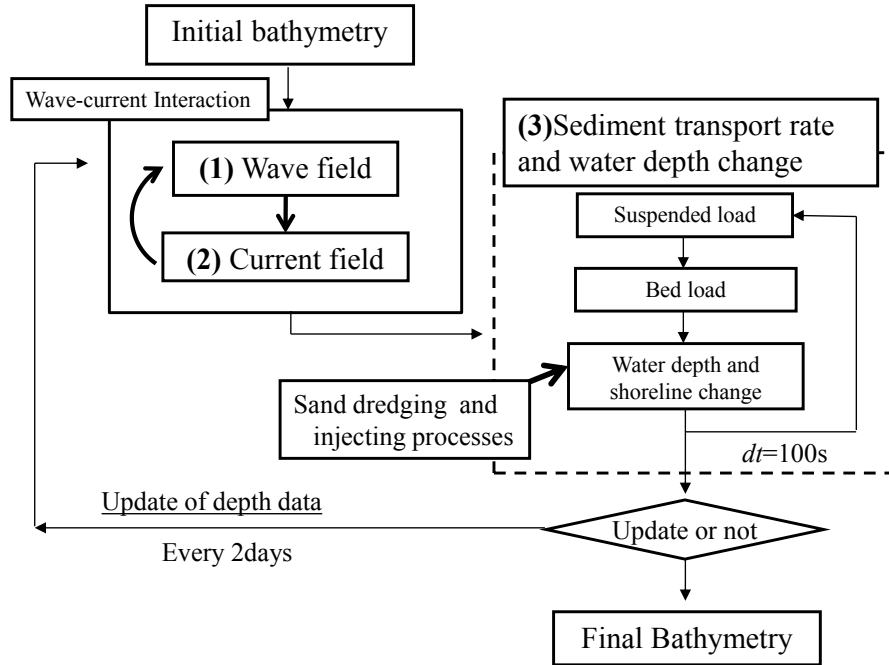 Initial bathymetry
Wave-current Interaction
(1) Wave field
(2) Current field
(3)Sediment transport rate
and water depth change
Suspended load
Bed load
Water depth and
shoreline change
Sand dredging and
injecting processes
dt=100s
Update of depth data
Every 2days
Update or not
Final Bathymetry